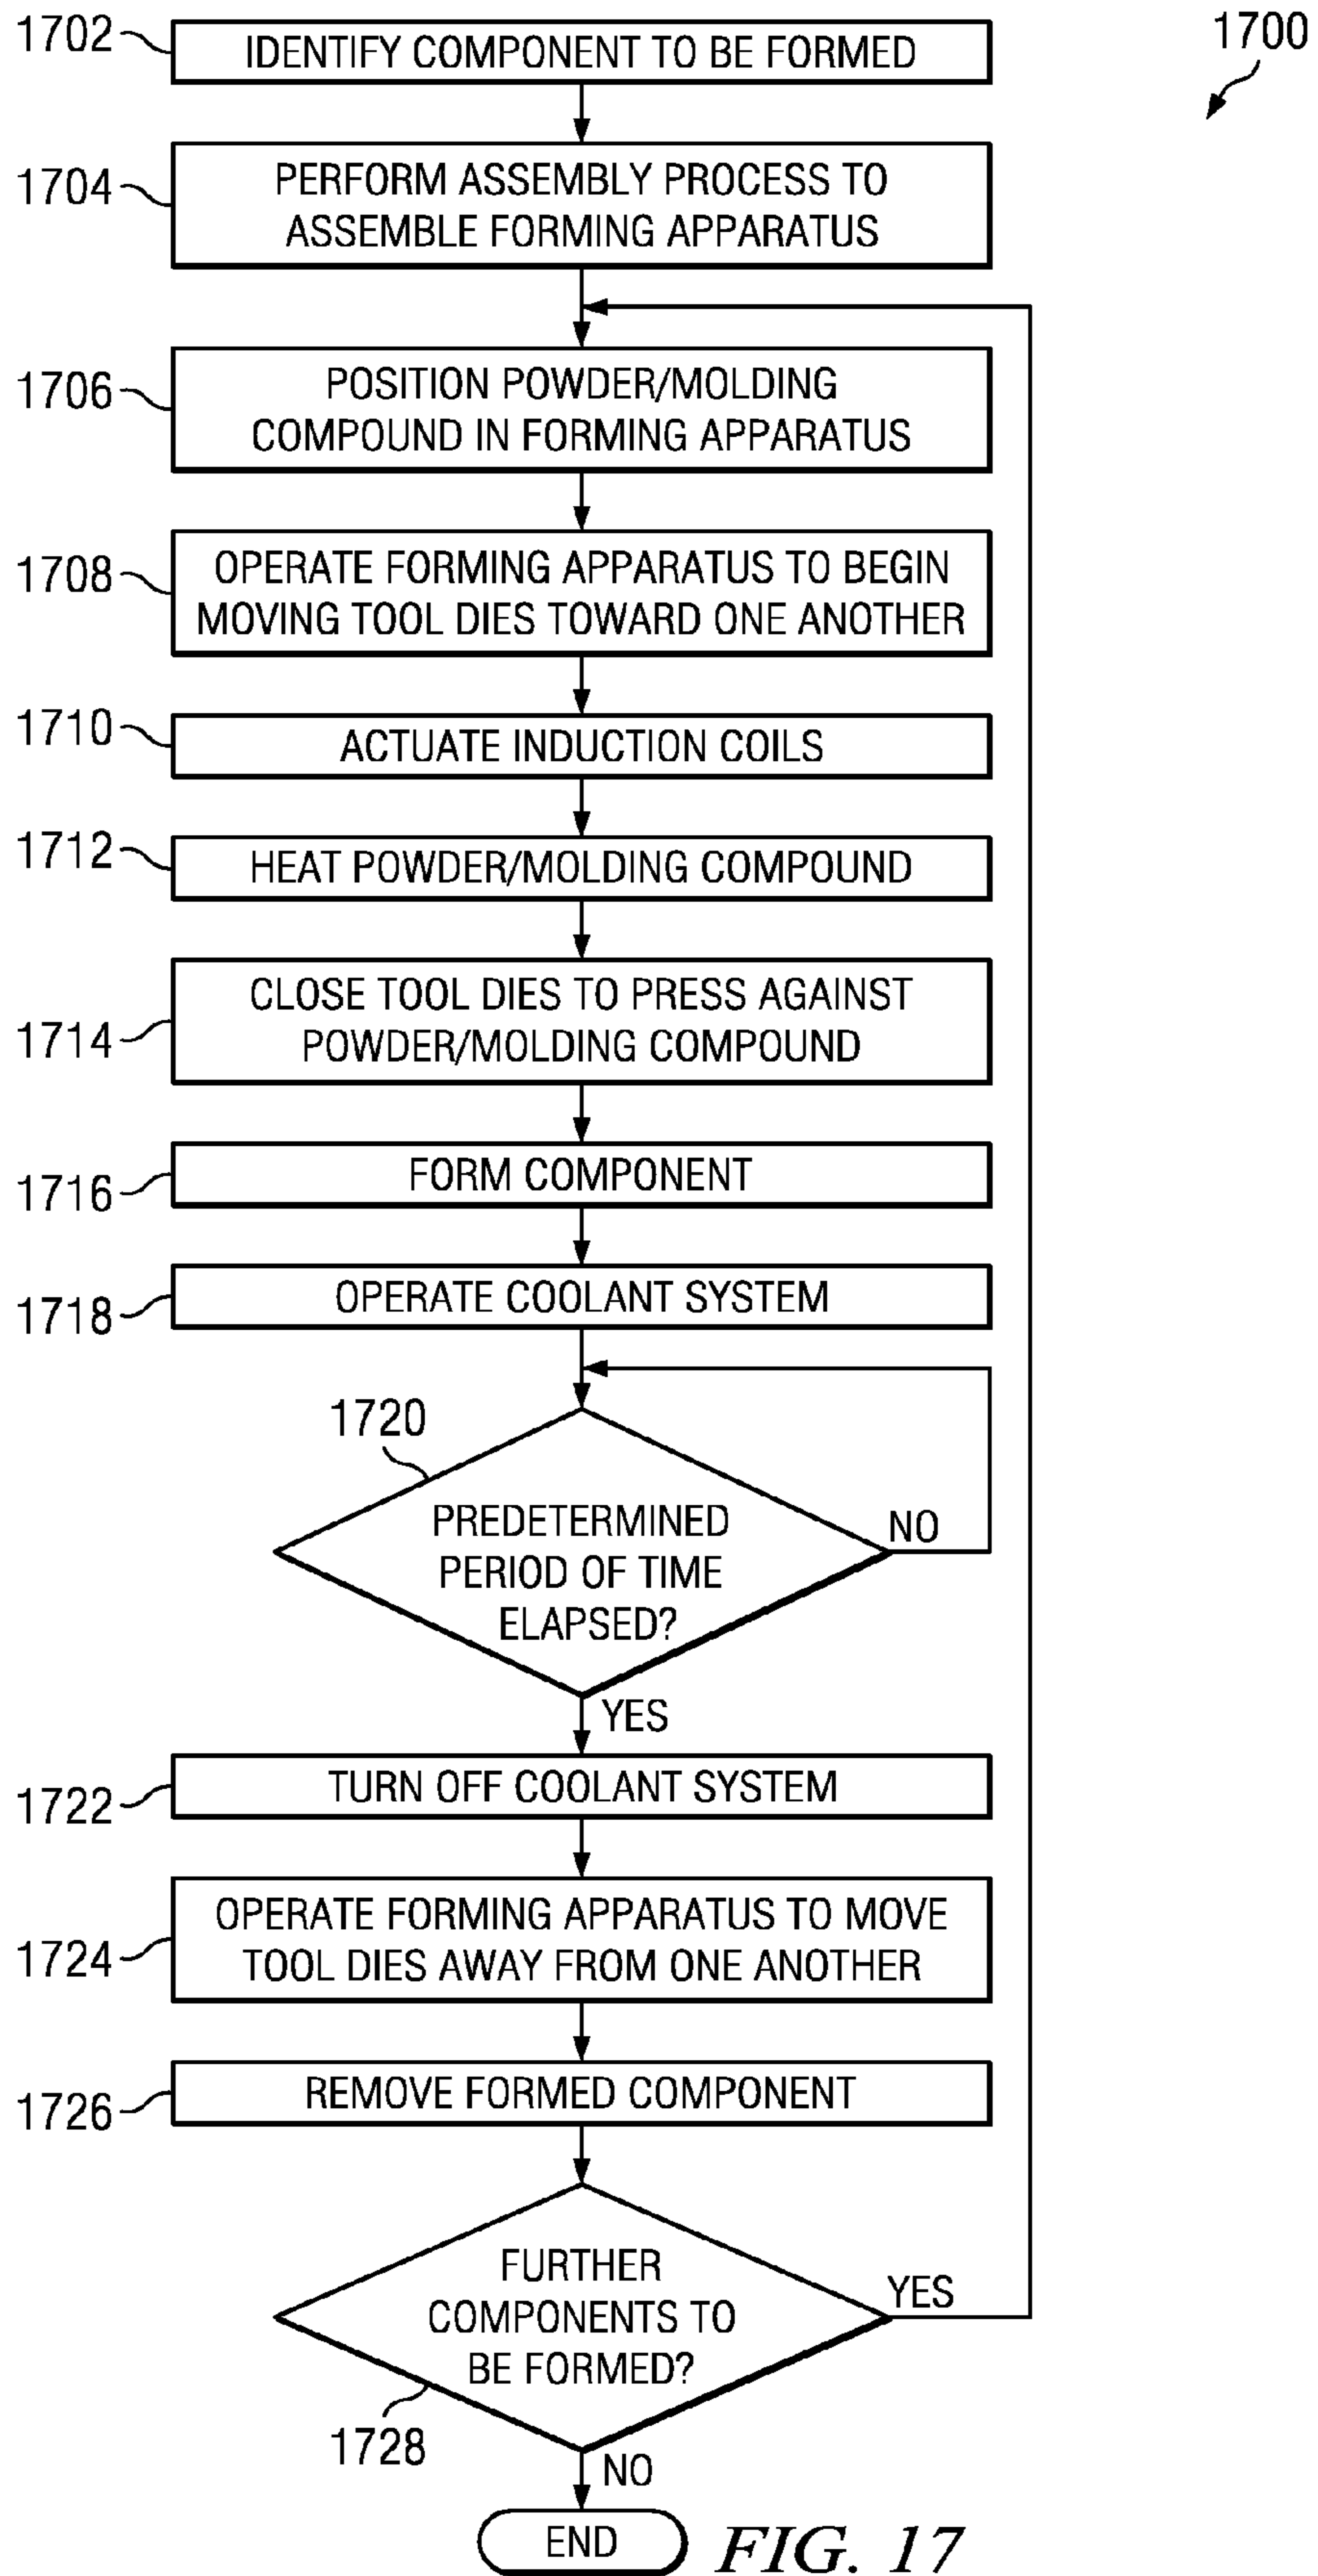 1700
1702
IDENTIFY COMPONENT TO BE FORMED
1704
PERFORM ASSEMBLY PROCESS TO
ASSEMBLE FORMING APPARATUS
1706
POSITION POWDER/MOLDING
COMPOUND IN FORMING APPARATUS
1708
OPERATE FORMING APPARATUS TO BEGIN
MOVING TOOL DIES TOWARD ONE ANOTHER
1710
ACTUATE INDUCTION COILS
1712
HEAT POWDER/MOLDING COMPOUND
1714
CLOSE TOOL DIES TO PRESS AGAINST
POWDER/MOLDING COMPOUND
1716
FORM COMPONENT
1718
OPERATE COOLANT SYSTEM
1720
PREDETERMINED
PERIOD OF TIME
ELAPSED?
NO
YES
1722
TURN OFF COOLANT SYSTEM
1724
OPERATE FORMING APPARATUS TO MOVE
TOOL DIES AWAY FROM ONE ANOTHER
1726
REMOVE FORMED COMPONENT
FURTHER
COMPONENTS TO
BE FORMED?
YES
1728
NO
END
FIG. 17